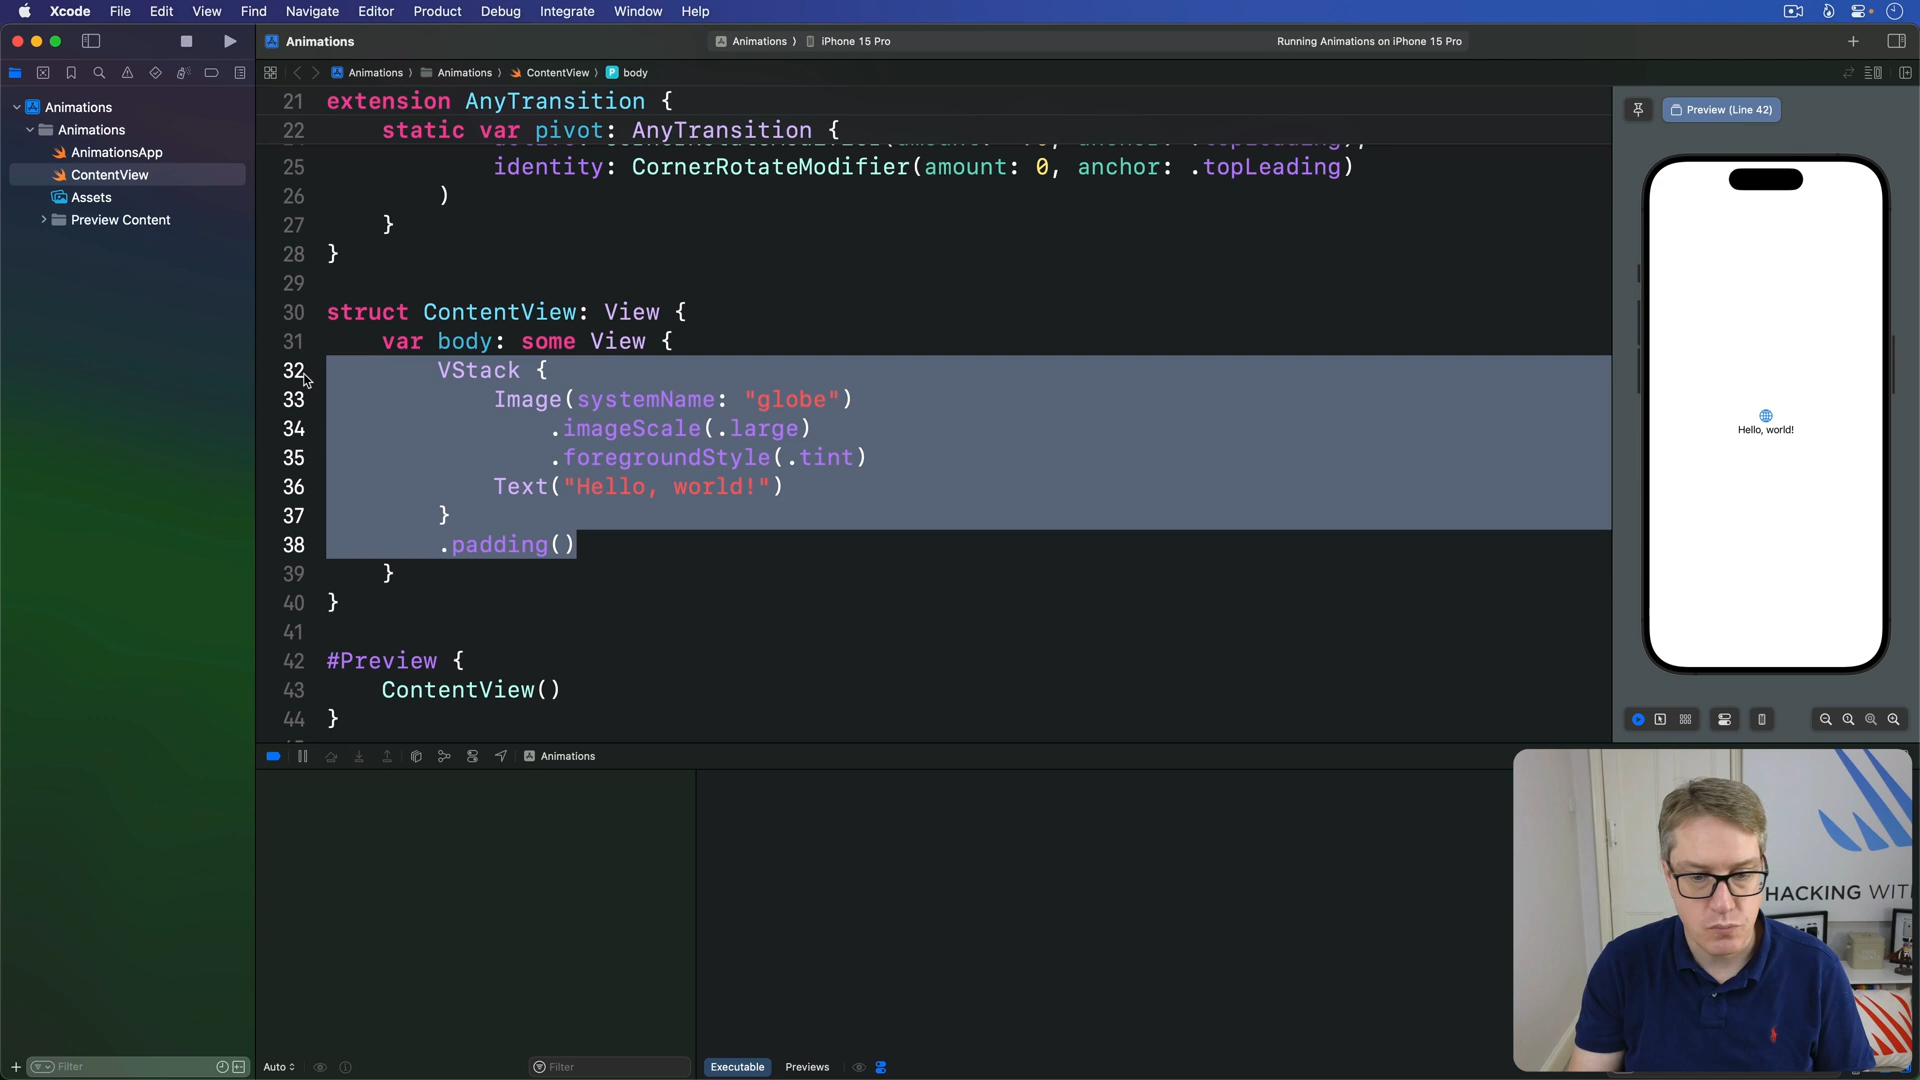 Xcode File Edit View Find Navigate Editor Product Debug Integrate Window Help
Animations
Animations 〉 iPhone 15 Pro
Running Animations on iPhone 15 Pro
Animations 〉 Animations 〉 ContentView 〉 P body
Animations
Animations
AnimationsApp
ContentView
Assets
Preview Content
21 extension AnyTransition {
22 static var pivot: AnyTransition {
25 identity: CornerRotateModifier(amount: 0, anchor: .topLeading)
26 )
27 }
28 }
29
30 struct ContentView: View {
31 var body: some View {
32 VStack {
33 Image(systemName: "globe")
34 .imageScale(.large)
35 .foregroundStyle(.tint)
36 Text("Hello, world!")
37 }
38 .padding()
39 }
40 }
41
42 #Preview {
43 ContentView()
44 }
Preview (Line 42)
Hello, world!
Animations
HACKING WIT
Filter
Auto
Filter
Executable
Previews